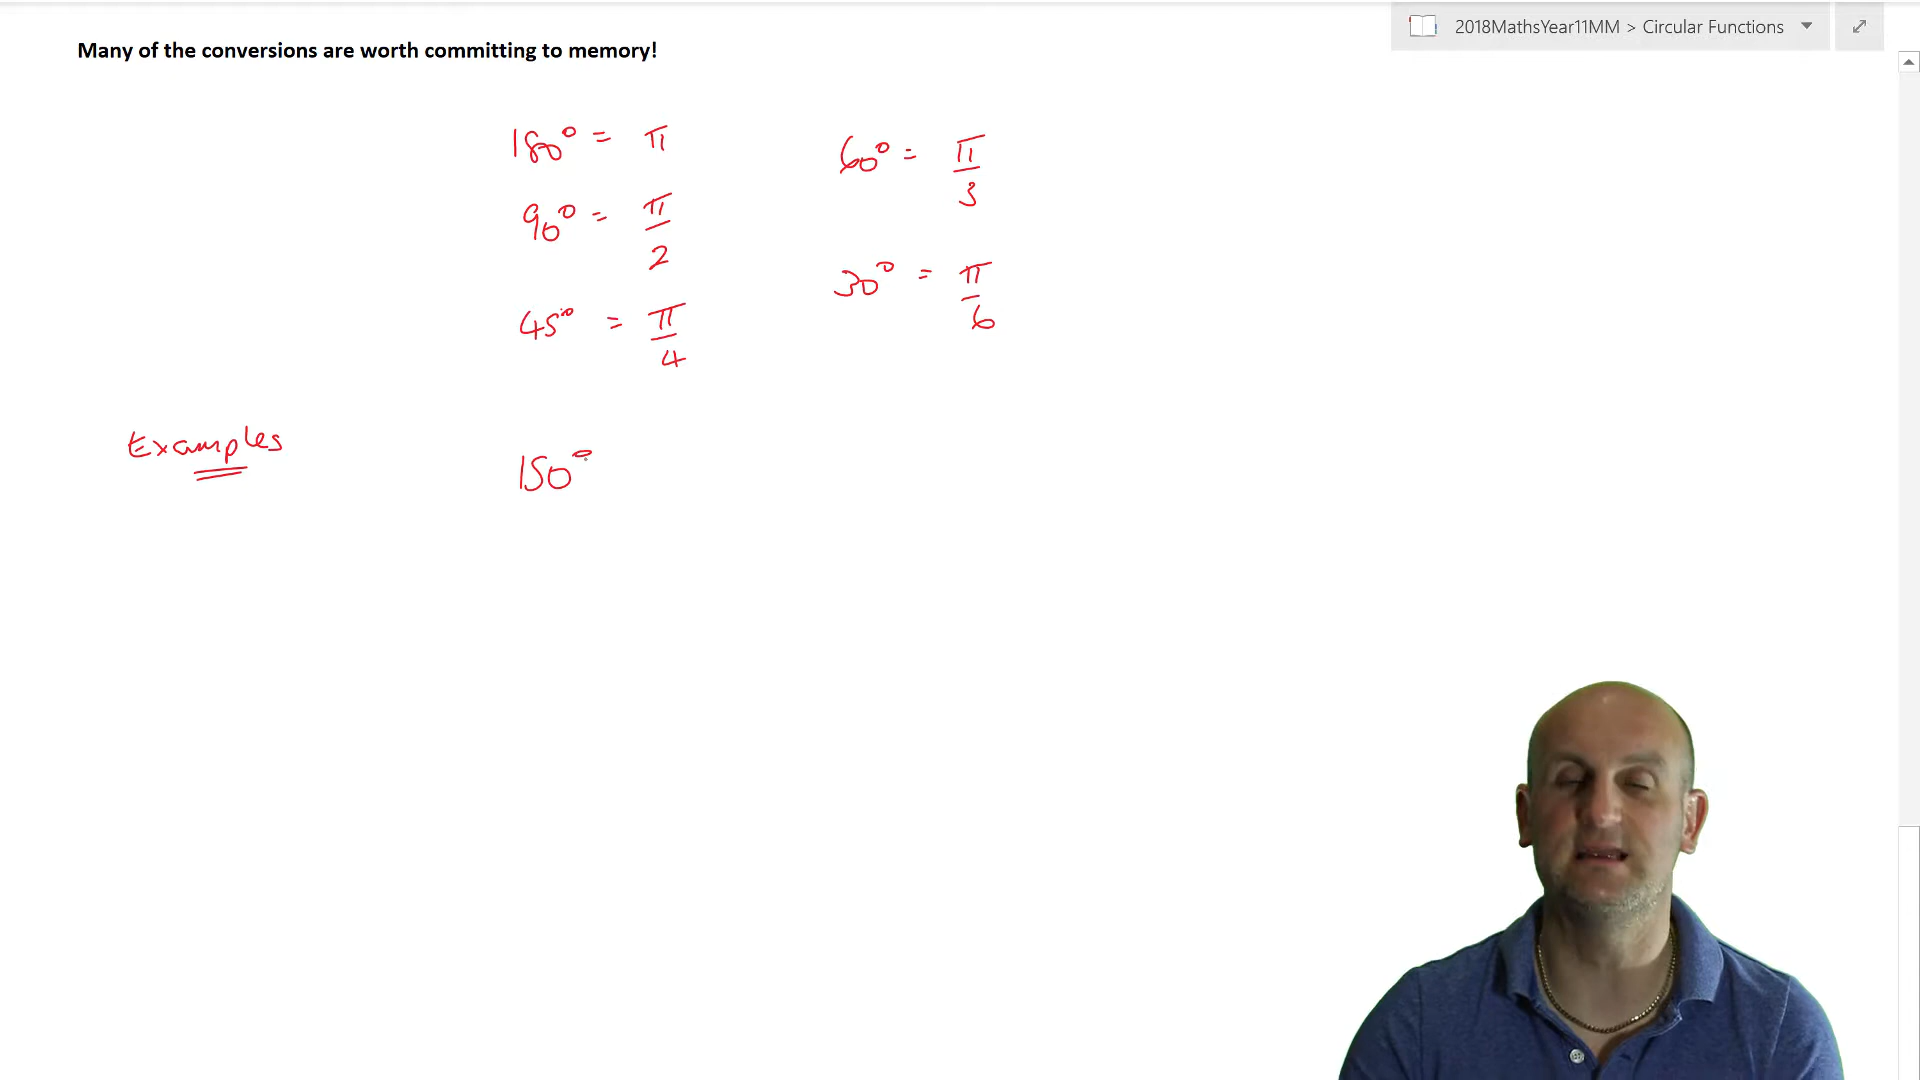 2018MathsYear11MM > Circular Functions
Many of the conversions are worth committing to memory!
180° = π
90° = π/2
45° = π/4
60° = π/3
30° = π/6
Examples
150°